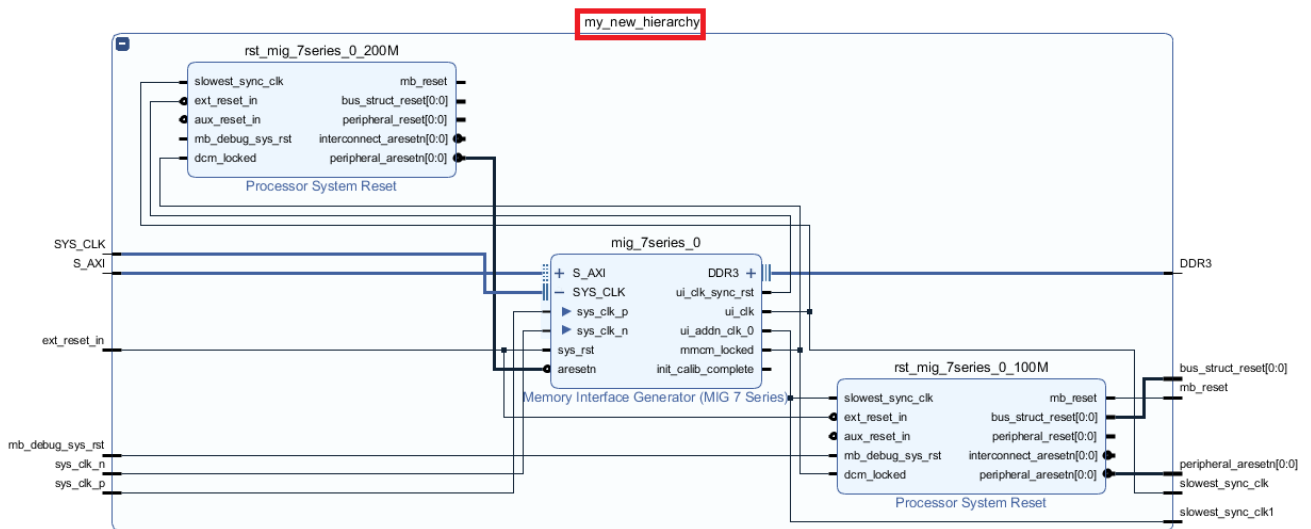 my_new_hierarchy
rst_mig_7series_0_200M
slowest_sync_clk mb_reset
ext_reset_in bus_struct_reset[0:0]
aux_reset_in peripheral_reset[0:0]
mb_debug_sys_rst interconnect_aresetn[0:0]
dcm_locked peripheral_aresetn[0:0]
Processor System Reset
SYS_CLK
S_AXI
ext_reset_in
mb_debug_sys_rst
sys_clk_n
sys_clk_p
mig_7series_0
S_AXI DDR3
SYS_CLK ui_clk_sync_rst
sys_clk_p ui_clk
sys_clk_n ui_addn_clk_0
sys_rst mmcm_locked
aresetn init_calib_complete
Memory Interface Generator (MIG 7 Series)
rst_mig_7series_0_100M
slowest_sync_clk mb_reset
ext_reset_in bus_struct_reset[0:0]
aux_reset_in peripheral_reset[0:0]
mb_debug_sys_rst interconnect_aresetn[0:0]
dcm_locked peripheral_aresetn[0:0]
Processor System Reset
DDR3
bus_struct_reset[0:0]
mb_reset
peripheral_aresetn[0:0]
slowest_sync_clk
slowest_sync_clk1